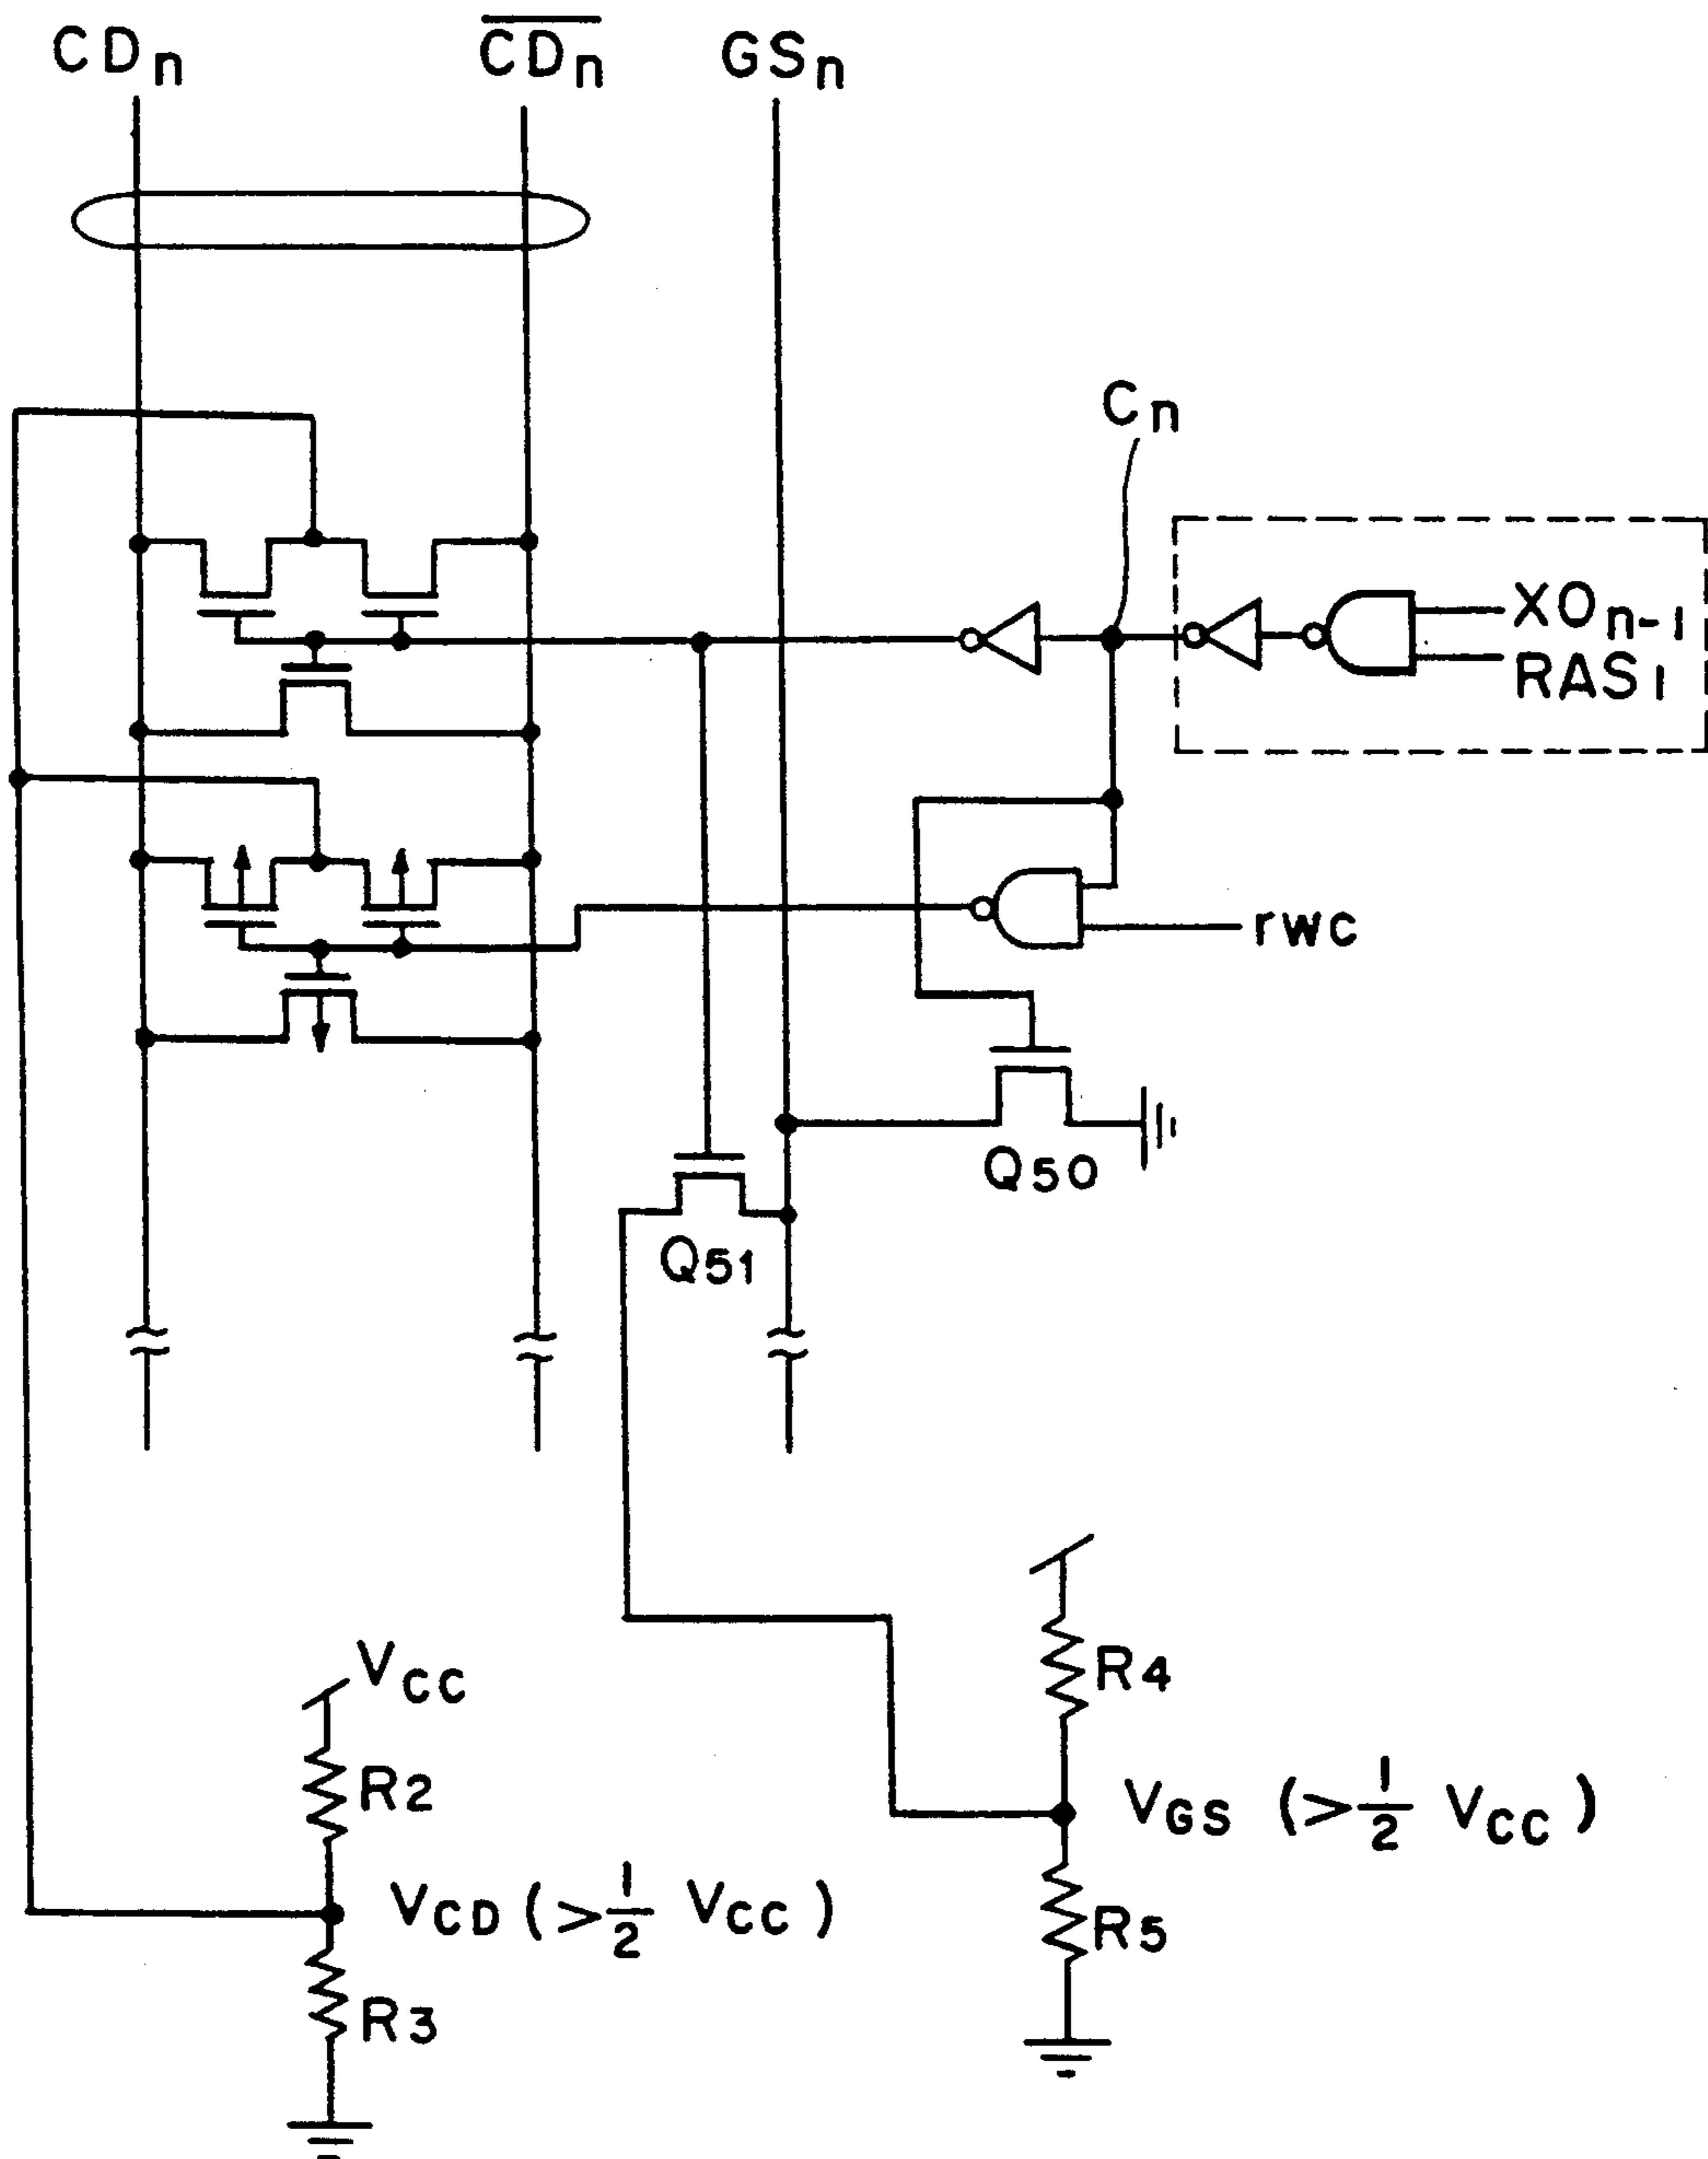 CDn
CDn
GSn
Cn
XOn-1
RAS1
rwc
Q50
Q51
R4
VCC
R2
VGS (>1/2 VCC)
VCD (>1/2 VCC)
R5
R3